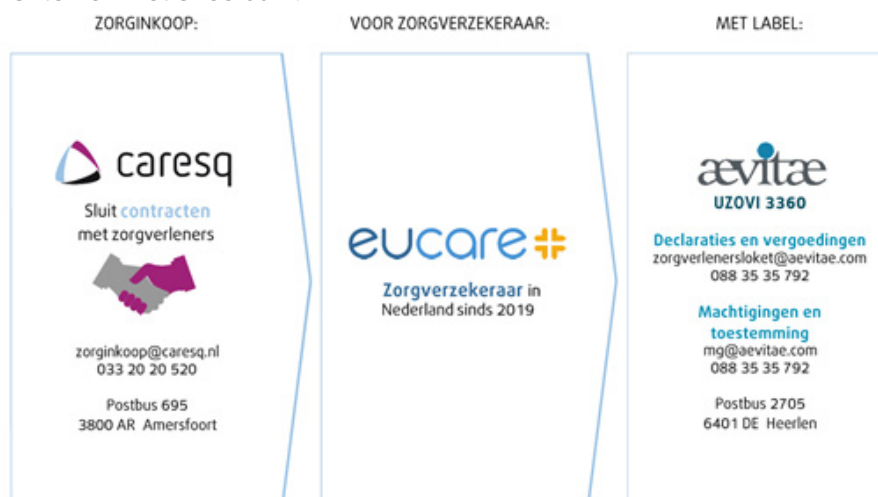 ZORGINKOOP:
caresq
Sluit contracten
met zorgverleners
zorginkoop@caresq.nl
033 20 20 520
Postbus 695
3800 AR Amersfoort
VOOR ZORGVERZEKERAAR:
eucare
Zorgverzekeraar in
Nederland sinds 2019
MET LABEL:
ævitæ
UZOVI 3360
Declaraties en vergoedingen
zorgverlenersloket@aevitae.com
088 35 35 792
Machtigingen en
toestemming
mg@aevitae.com
088 35 35 792
Postbus 2705
6401 DE Heerlen